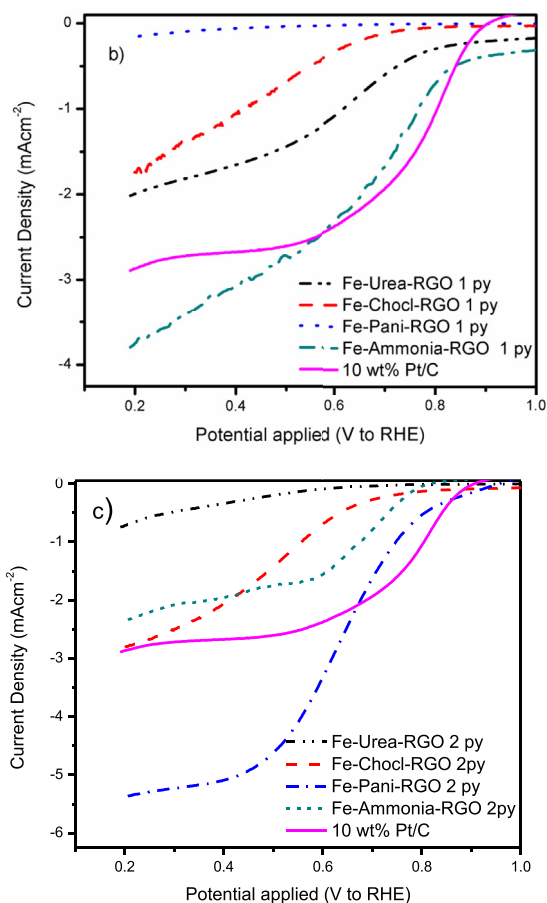 b)
0
-1
-2
-3
-4
Current Density (mAcm-2)
Fe-Urea-RGO 1 py
Fe-Chocl-RGO 1 py
Fe-Pani-RGO 1 py
Fe-Ammonia-RGO 1 py
10 wt% Pt/C
0.2 0.4 0.6 0.8 1.0
Potential applied (V to RHE)
c)
0
-1
-2
-3
-4
-5
-6
Current Density (mAcm-2)
Fe-Urea-RGO 2 py
Fe-Chocl-RGO 2py
Fe-Pani-RGO 2 py
Fe-Ammonia-RGO 2py
10 wt% Pt/C
0.2 0.4 0.6 0.8 1.0
Potential applied (V to RHE)